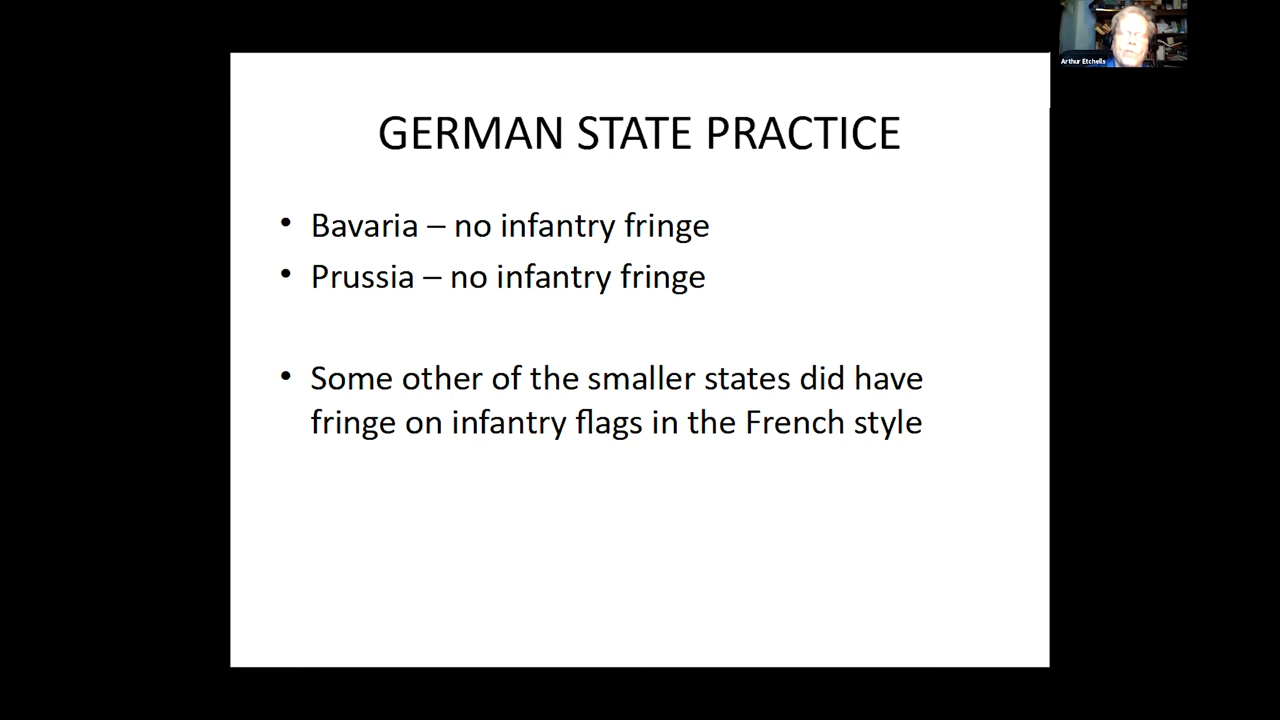 Arthur Etchells
GERMAN STATE PRACTICE
• Bavaria – no infantry fringe
• Prussia – no infantry fringe
• Some other of the smaller states did have
fringe on infantry flags in the French style